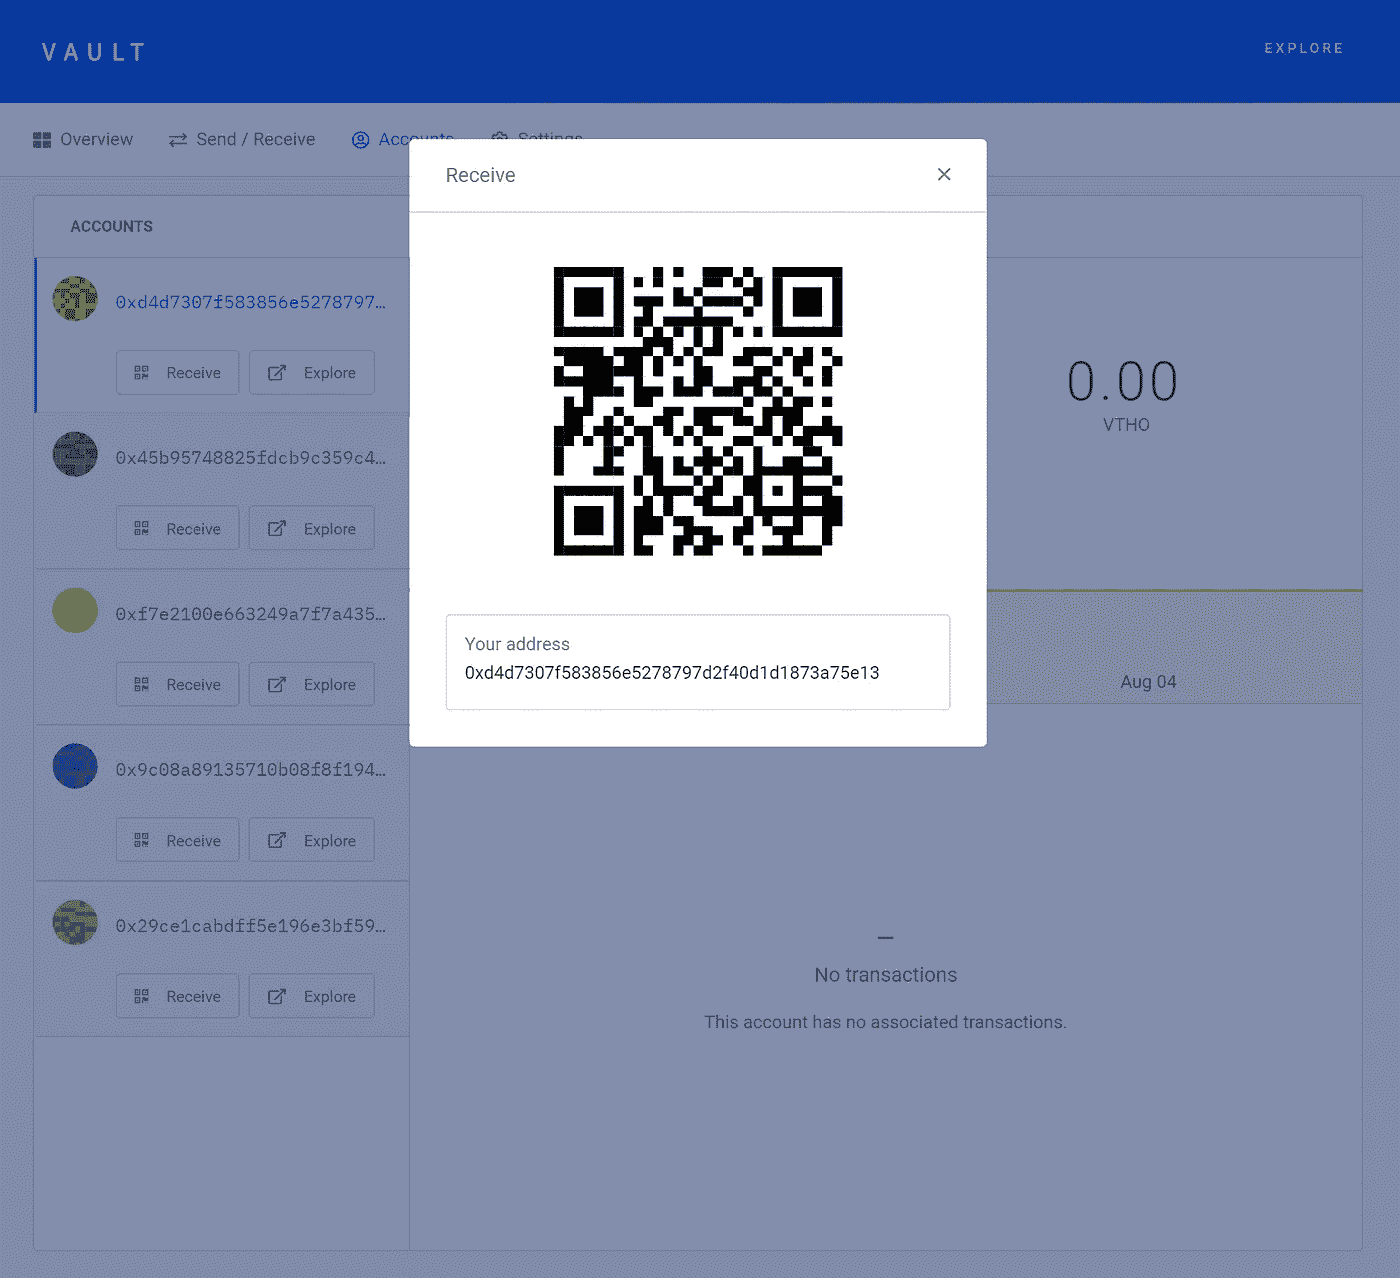 VAULT
EXPLORE
Overview
Send / Receive
Accounts
Settings
Receive
ACCOUNTS
0xd4d7307f583856e5278797…
Receive
Explore
0x45b95748825fdcb9c359c4…
Receive
Explore
0xf7e2100e663249a7f7a435…
Receive
Explore
0x9c08a89135710b08f8f194…
Receive
Explore
0x29ce1cabdff5e196e3bf59…
Receive
Explore
Your address
0xd4d7307f583856e5278797d2f40d1d1873a75e13
0.00
VTHO
Aug 04
No transactions
This account has no associated transactions.